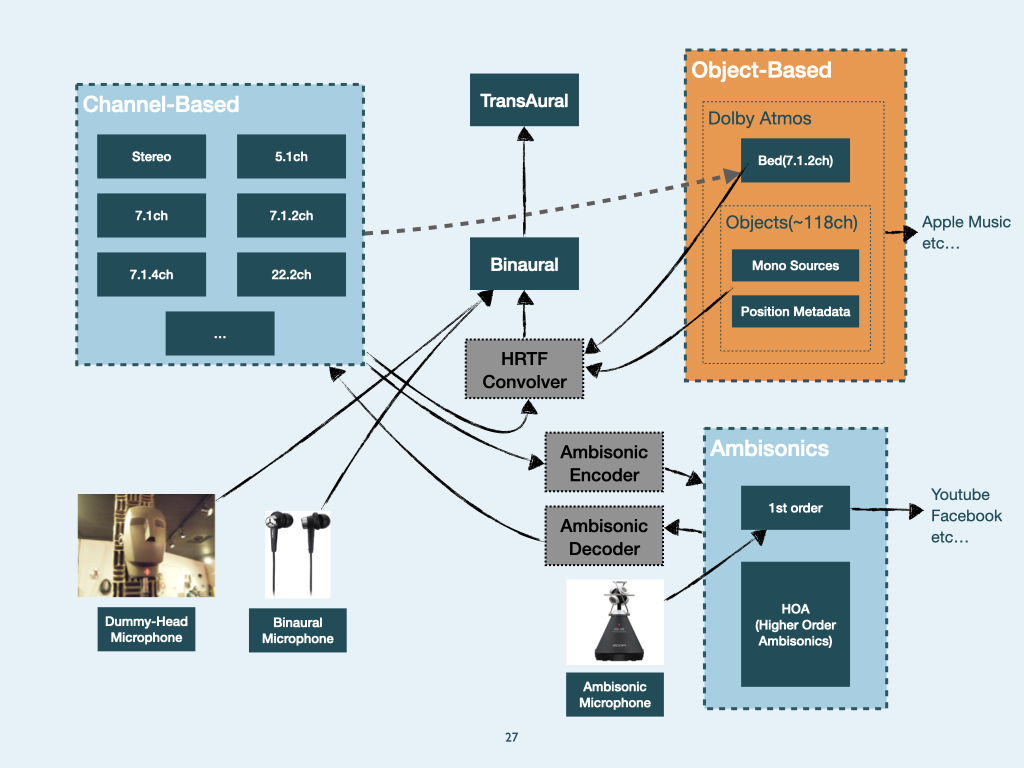 Channel-Based
Stereo
5.1ch
7.1ch
7.1.2ch
7.1.4ch
22.2ch
...
TransAural
Binaural
HRTF
Convolver
Object-Based
Dolby Atmos
Bed(7.1.2ch)
Objects(~118ch)
Mono Sources
Position Metadata
Apple Music
etc...
Ambisonic
Encoder
Ambisonic
Decoder
Ambisonics
1st order
HOA
(Higher Order
Ambisonics)
Youtube
Facebook
etc...
Dummy-Head
Microphone
Binaural
Microphone
Ambisonic
Microphone
27